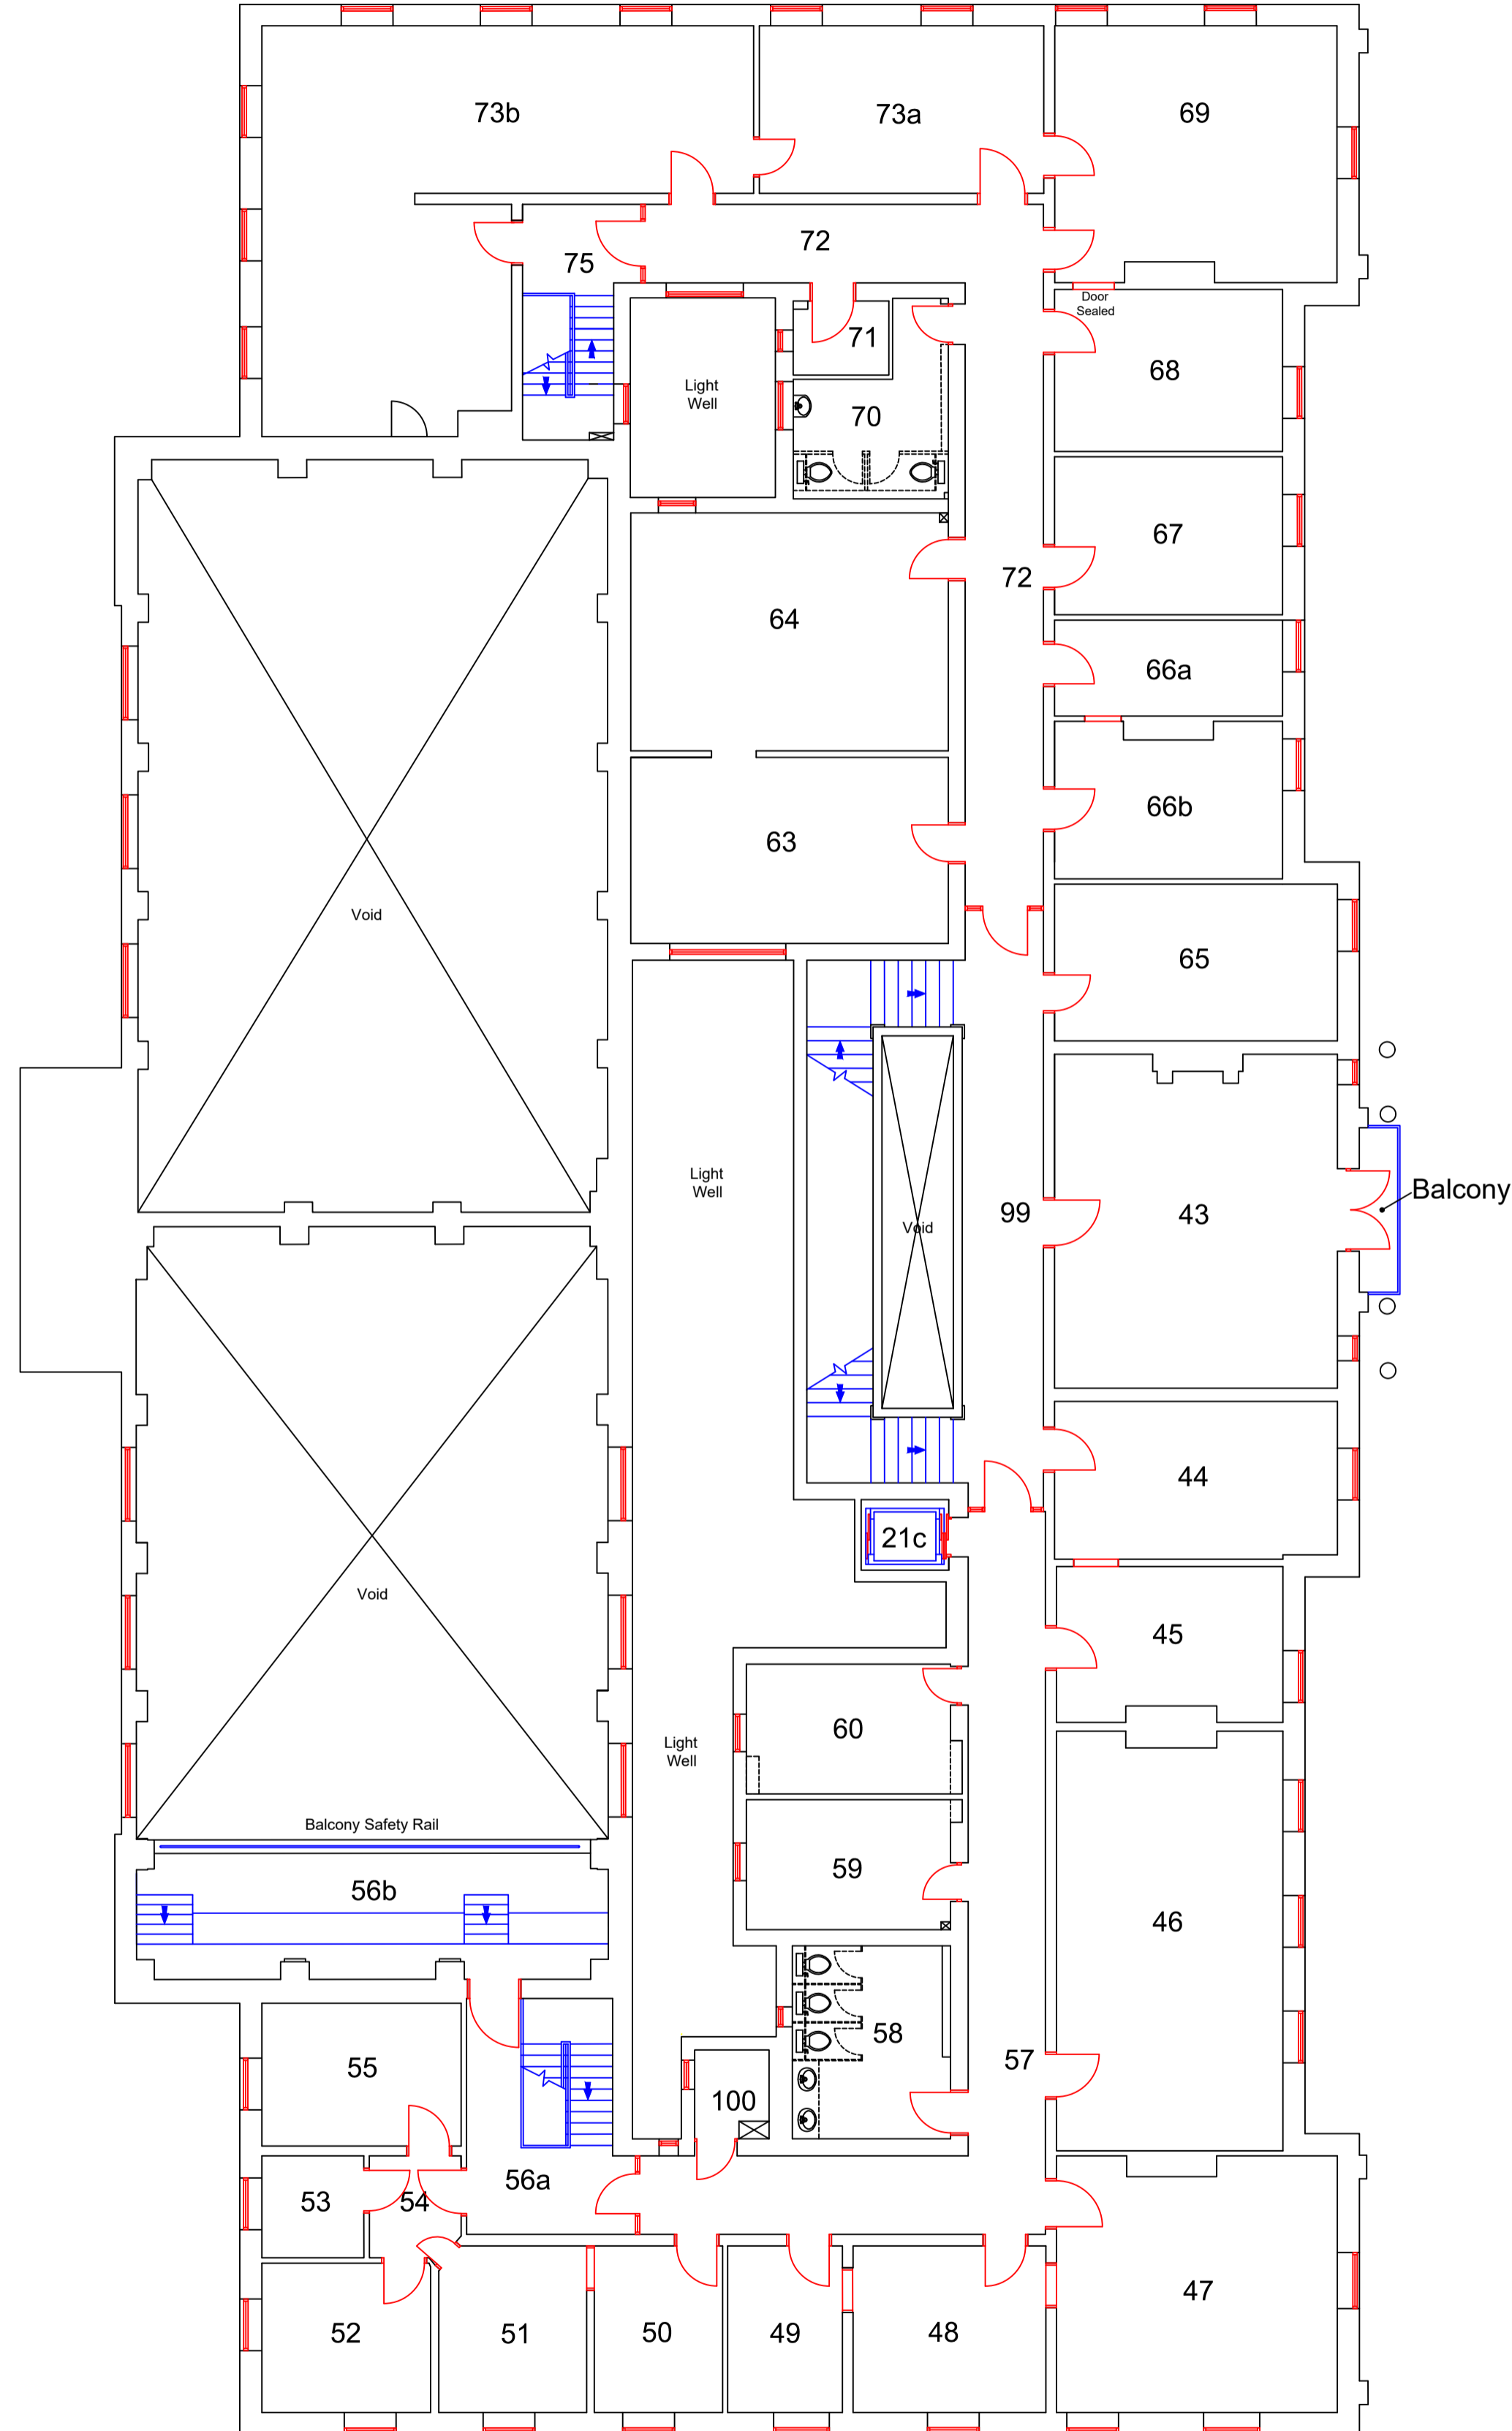 73b
73a
69
72
75
Door
Sealed
71
68
Light
Well
70
67
72
64
66a
66b
63
Void
65
Light
Well
Balcony
99
43
Void
44
21c
Void
45
60
Light
Well
Balcony Safety Rail
59
56b
46
58
57
55
100
56a
53
54
47
52
51
50
49
48